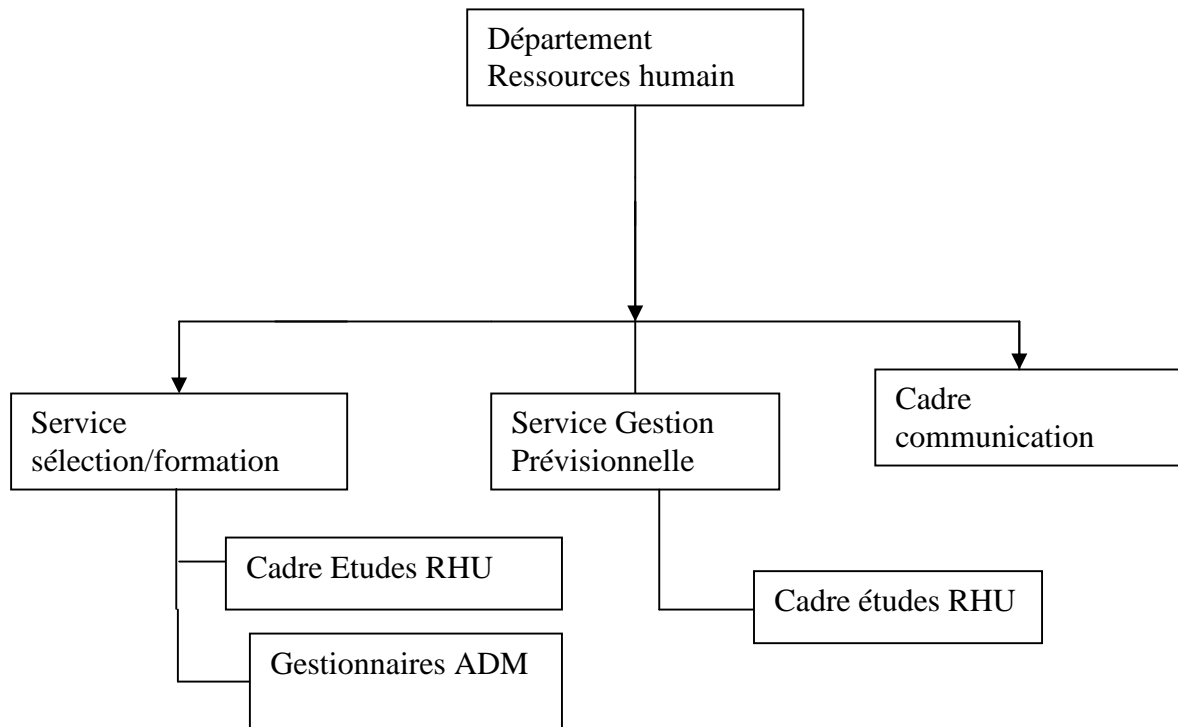 Département
Ressources humain
Service
sélection/formation
Service Gestion
Prévisionnelle
Cadre
communication
Cadre Etudes RHU
Cadre études RHU
Gestionnaires ADM